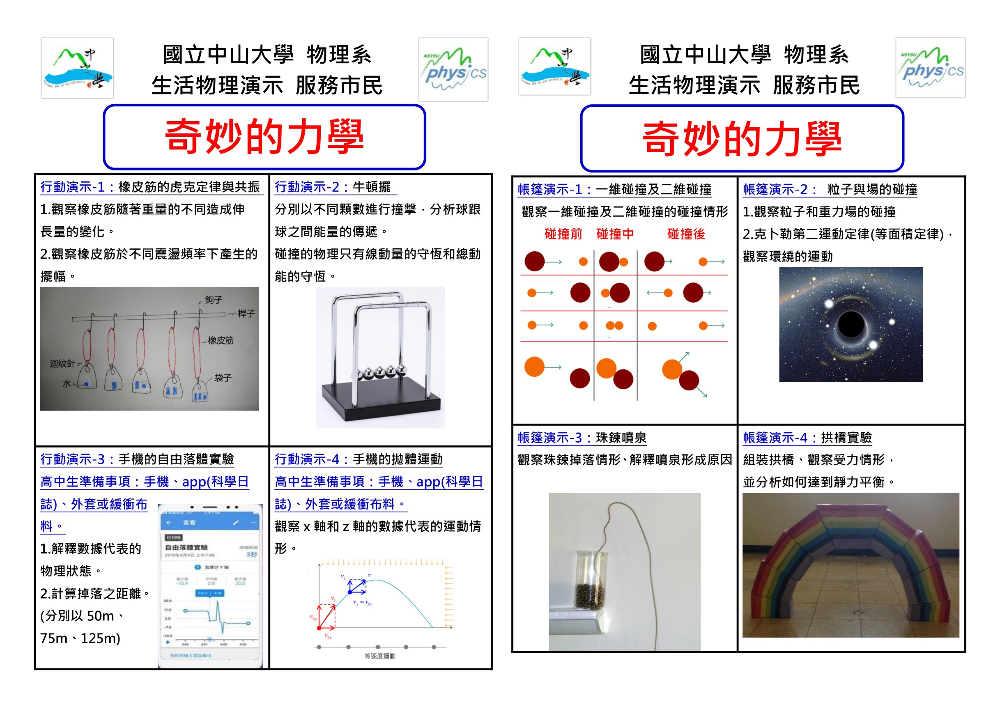 國立中山大學 物理系
生活物理演示 服務市民
NSYSU
physics
奇妙的力學
行動演示-1：橡皮筋的虎克定律與共振
1.觀察橡皮筋隨著重量的不同造成伸
長量的變化。
2.觀察橡皮筋於不同震盪頻率下產生的
擺幅。
鉤子
桿子
橡皮筋
迴紋針
水
袋子
行動演示-2：牛頓擺
分別以不同顆數進行撞擊，分析球跟
球之間能量的傳遞。
碰撞的物理只有線動量的守恆和總動
能的守恆。
行動演示-3：手機的自由落體實驗
高中生準備事項：手機、app(科學日
誌)、外套或緩衝布
料。
1.解釋數據代表的
物理狀態。
2.計算掉落之距離。
(分別以 50m、
75m、125m)
查看
已归档
自由落體實驗
持续时间
2019年4月4日 上午7:46
3秒
加速计 Y 轴
最小值 平均值 最大值
-13.4 2.8 20.5
20.0
11.0
2.0
-7.0
-16.0
0:00 0:01 0:02 0:03
在时间轴上添加备注
行動演示-4：手機的拋體運動
高中生準備事項：手機、app(科學日
誌)、外套或緩衝布料。
觀察 x 軸和 z 軸的數據代表的運動情
形。
vy
v
vx = v0x
v0
v0y
v0x
等速度運動
國立中山大學 物理系
生活物理演示 服務市民
NSYSU
physics
奇妙的力學
帳篷演示-1：一維碰撞及二維碰撞
觀察一維碰撞及二維碰撞的碰撞情形
碰撞前 碰撞中 碰撞後
帳篷演示-2： 粒子與場的碰撞
1.觀察粒子和重力場的碰撞
2.克卜勒第二運動定律(等面積定律)，
觀察環繞的運動
帳篷演示-3：珠鍊噴泉
觀察珠鍊掉落情形、解釋噴泉形成原因
帳篷演示-4：拱橋實驗
組裝拱橋、觀察受力情形，
並分析如何達到靜力平衡。